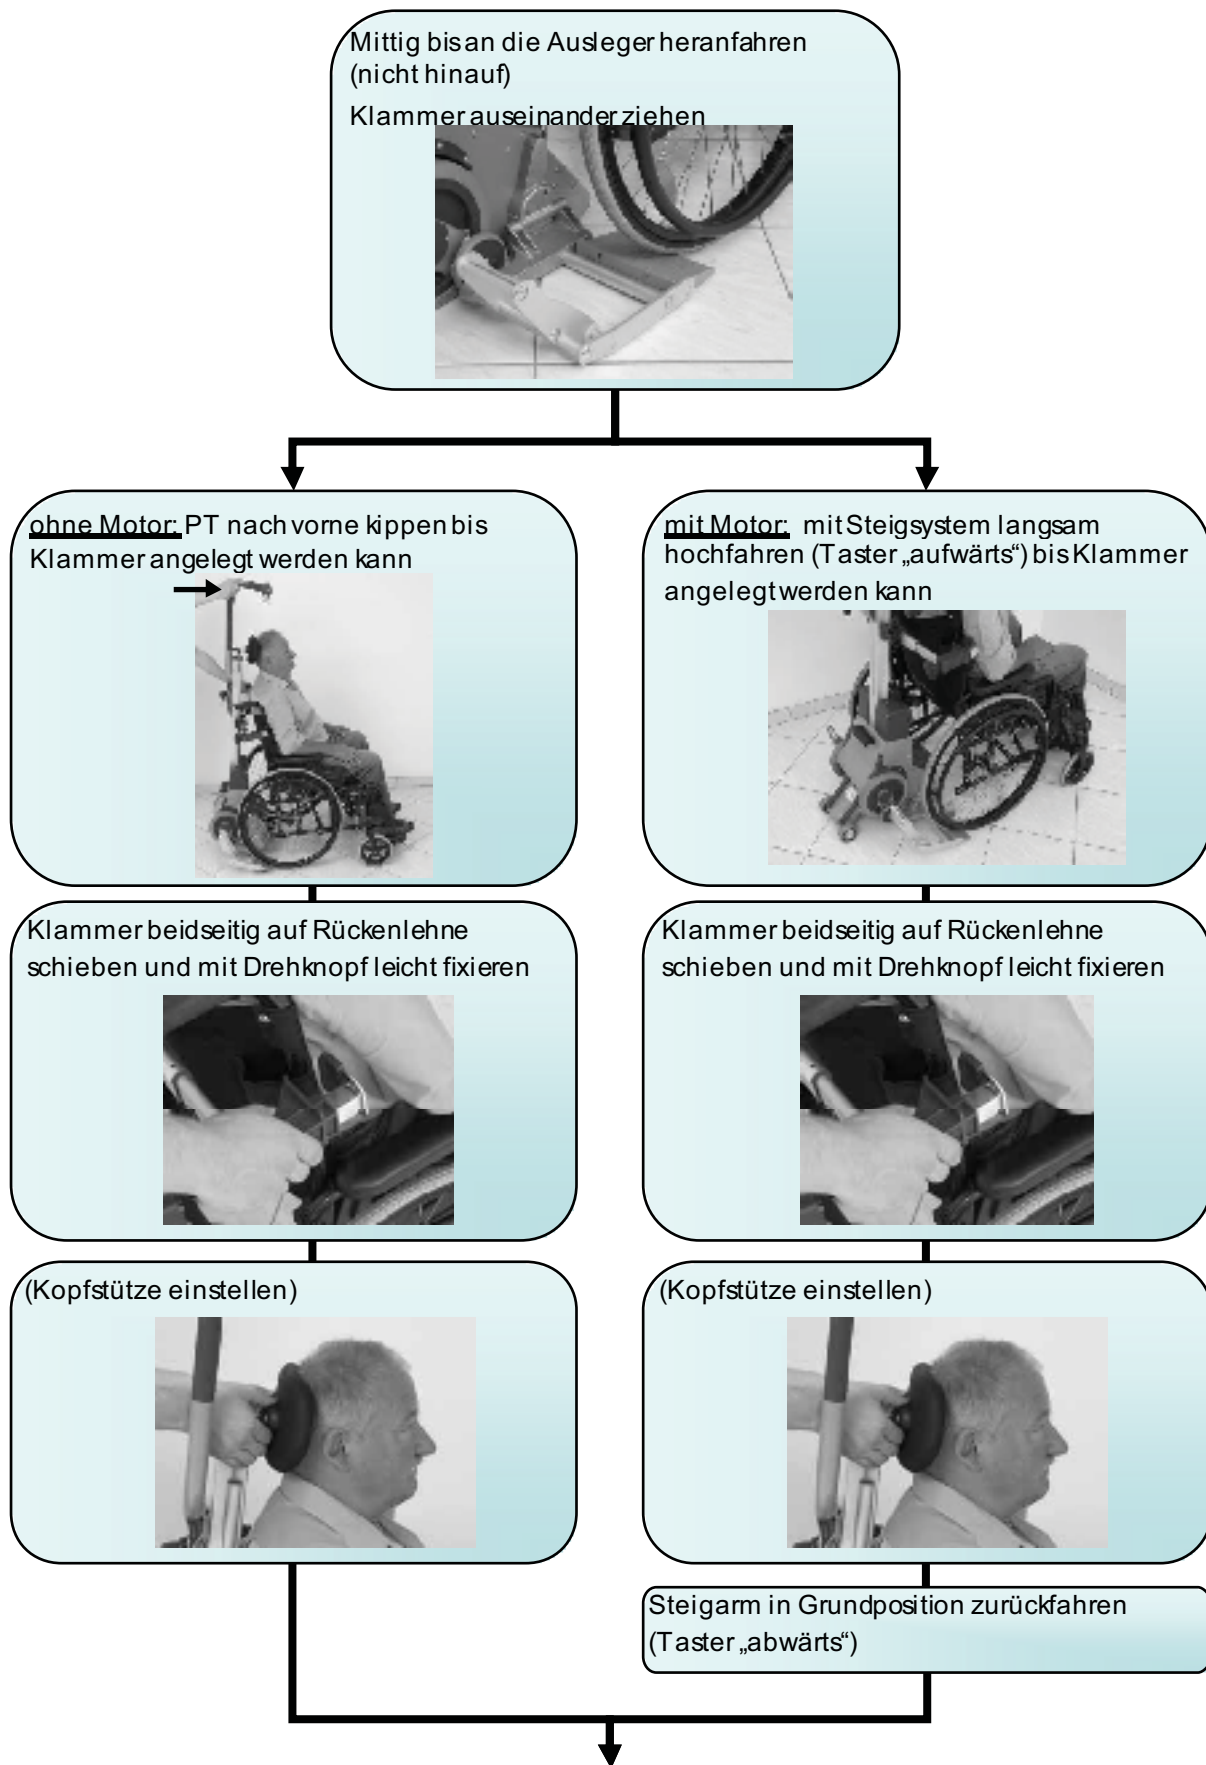 Mittig bis an die Ausleger heranfahren
(nicht hinauf)
Klammer auseinander ziehen
ohne Motor: PT nach vorne kippen bis
Klammer angelegt werden kann
mit Motor: mit Steigsystem langsam
hochfahren (Taster „aufwärts“) bis Klammer
angelegt werden kann
Klammer beidseitig auf Rückenlehne
schieben und mit Drehknopf leicht fixieren
Klammer beidseitig auf Rückenlehne
schieben und mit Drehknopf leicht fixieren
(Kopfstütze einstellen)
(Kopfstütze einstellen)
Steigarm in Grundposition zurückfahren
(Taster „abwärts“)